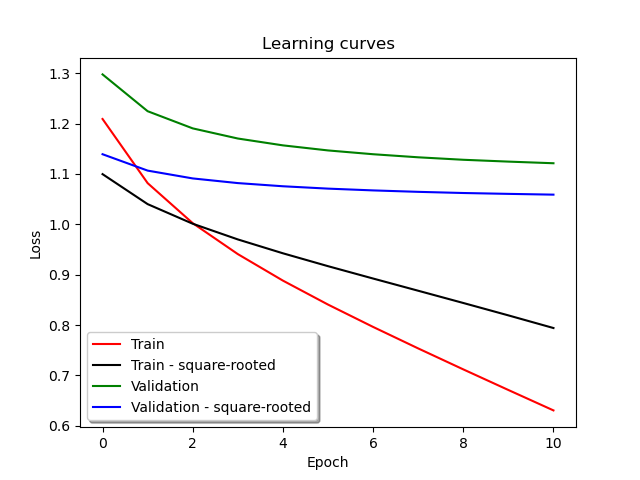 Learning curves
1.3
1.2
1.1
1.0
0.9
0.8
0.7
0.6
Loss
Train
Train - square-rooted
Validation
Validation - square-rooted
0 2 4 6 8 10
Epoch